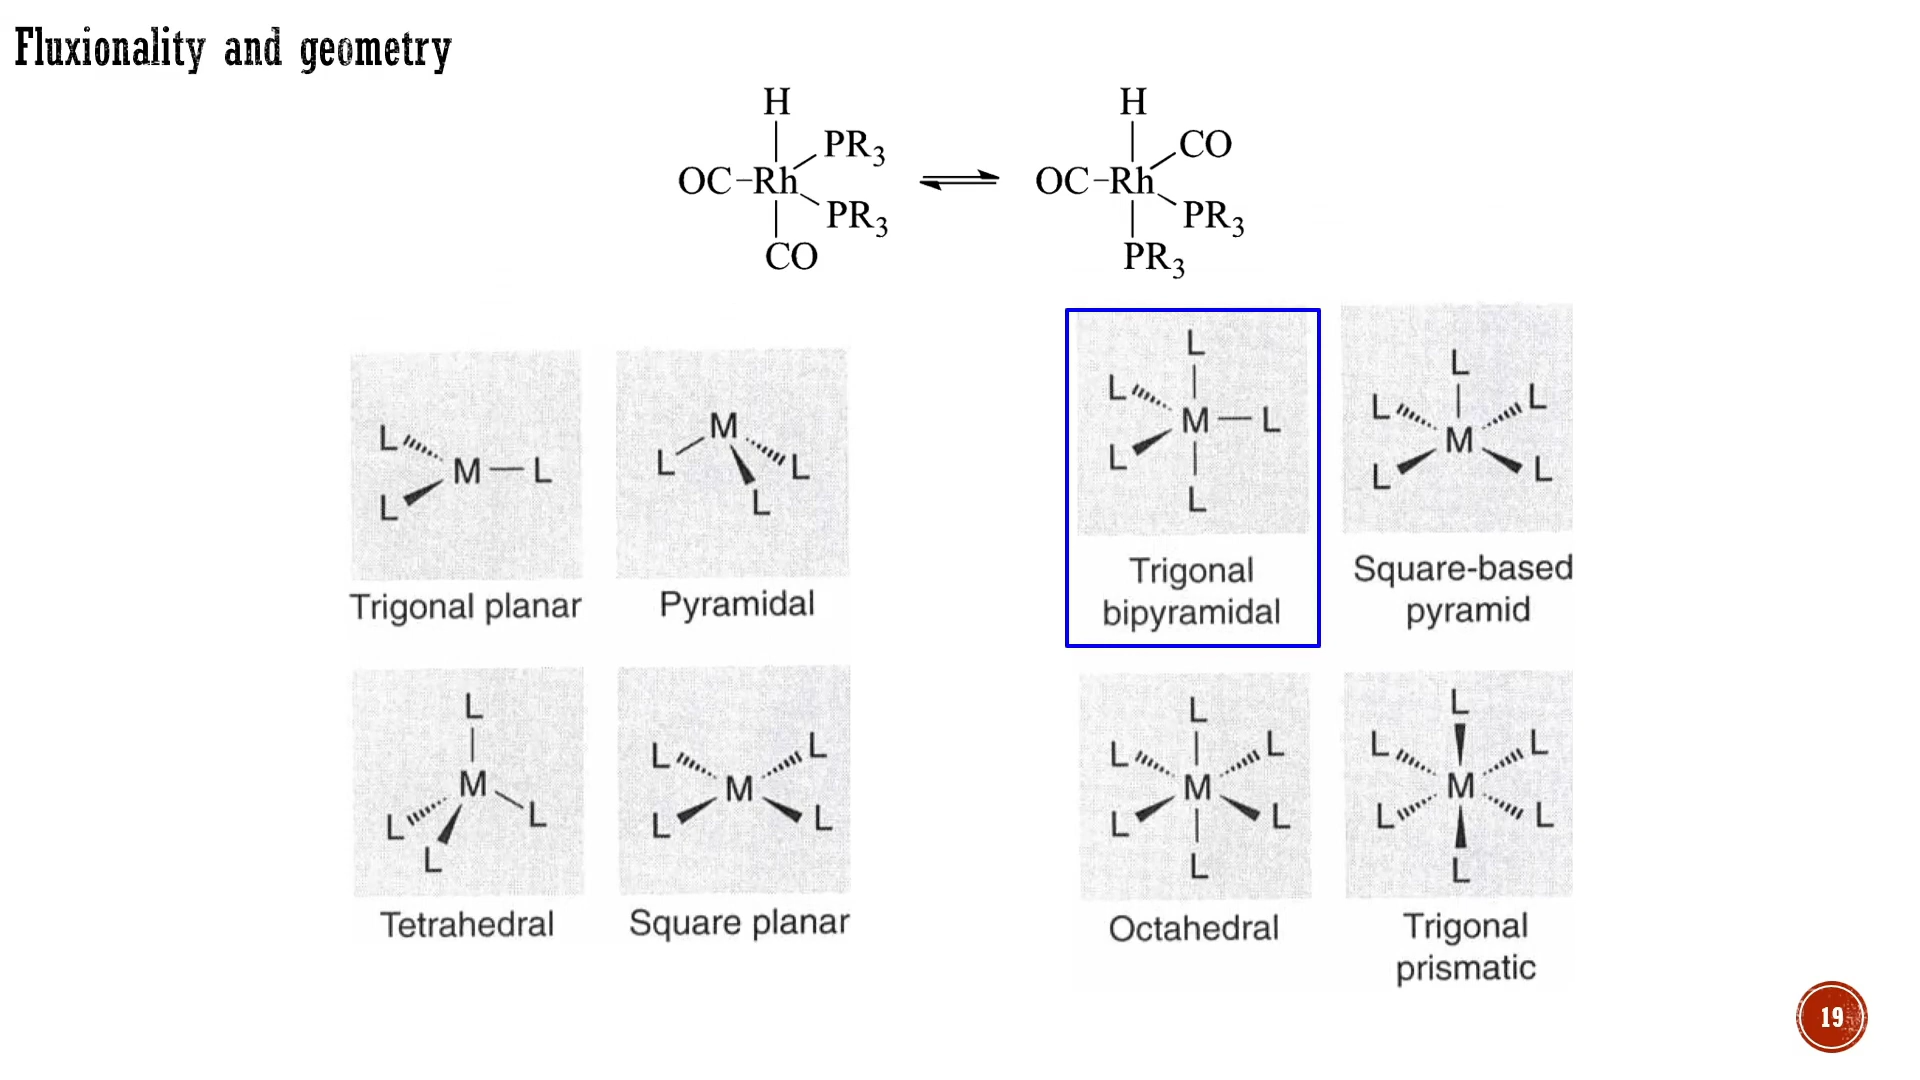 Fluxionality and geometry
H
PR3
OC-Rh
PR3
CO
H
CO
OC-Rh
PR3
PR3
L
L
M
L
L
M
L
L
L
Trigonal planar
Pyramidal
L
L
M
L
L
L
Trigonal
bipyramidal
L
L
L
M
L
L
Square-based
pyramid
L
M
L
L
L
Tetrahedral
L
L
M
L
L
Square planar
L
L
L
M
L
L
L
Octahedral
L
L
L
M
L
L
L
Trigonal
prismatic
19